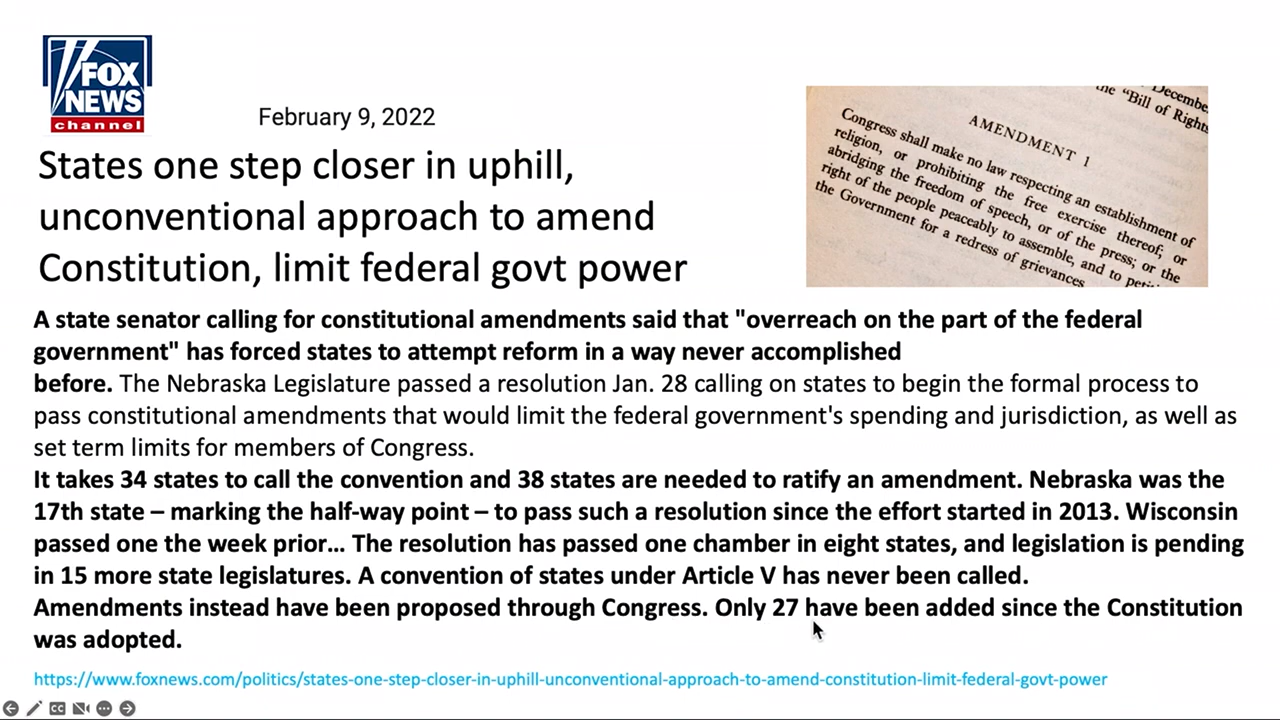 FOX
NEWS
channel
February 9, 2022
States one step closer in uphill,
unconventional approach to amend
Constitution, limit federal govt power
December
the "Bill of Rights
AMENDMENT 1
Congress shall make no law respecting an establishment of
religion, or prohibiting the free exercise thereof; or
abridging the freedom of speech, or of the press; or the
right of the people peaceably to assemble, and to
the Government for a redress of grievances
A state senator calling for constitutional amendments said that "overreach on the part of the federal
government" has forced states to attempt reform in a way never accomplished
before. The Nebraska Legislature passed a resolution Jan. 28 calling on states to begin the formal process to
pass constitutional amendments that would limit the federal government's spending and jurisdiction, as well as
set term limits for members of Congress.
It takes 34 states to call the convention and 38 states are needed to ratify an amendment. Nebraska was the
17th state – marking the half-way point – to pass such a resolution since the effort started in 2013. Wisconsin
passed one the week prior... The resolution has passed one chamber in eight states, and legislation is pending
in 15 more state legislatures. A convention of states under Article V has never been called.
Amendments instead have been proposed through Congress. Only 27 have been added since the Constitution
was adopted.
https://www.foxnews.com/politics/states-one-step-closer-in-uphill-unconventional-approach-to-amend-constitution-limit-federal-govt-power
CC